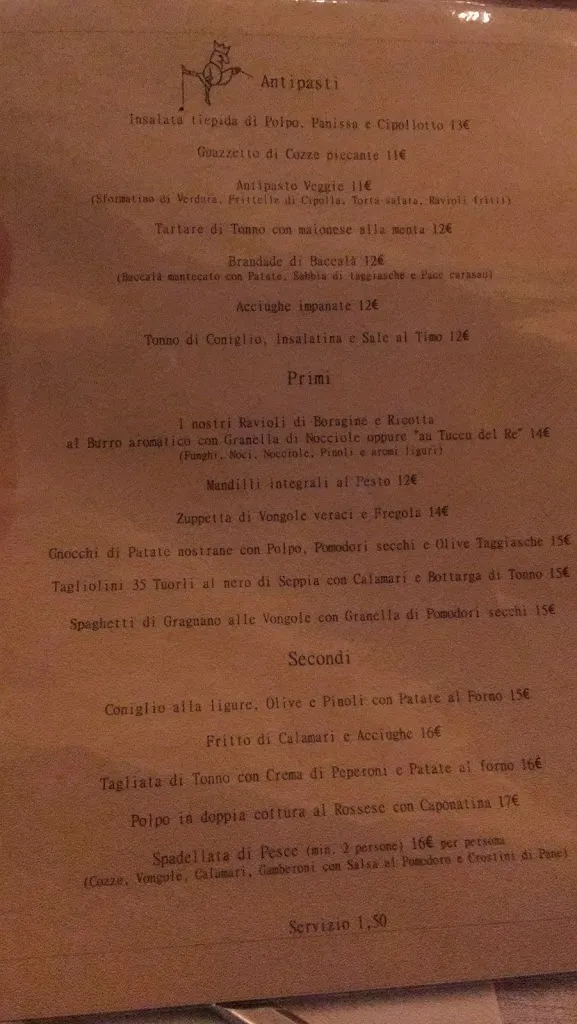 Antipasti
Insalata tiepida di Polpo, Panissa e Cipollotto 13€
Guazzetto di Cozze piccante 11€
Antipasto Veggie 11€
(Sformatino di Verdura, Frittelle di Cipolla, Torta salata, Ravioli fritti)
Tartare di Tonno con maionese alla menta 12€
Brandade di Baccalà 12€
(Baccalà mantecato con Patate, Sabbia di taggiasche e Pane carasau)
Acciughe impanate 12€
Tonno di Coniglio, Insalatina e Sale al Timo 12€
Primi
I nostri Ravioli di Boragine e Ricotta
al Burro aromatico con Granella di Nocciole oppure "au Tuccu del Re" 14€
(Funghi, Noci, Nocciole, Pinoli e aromi liguri)
Mandilli integrali al Pesto 12€
Zuppetta di Vongole veraci e Fregola 14€
Gnocchi di Patate nostrane con Polpo, Pomodori secchi e Olive Taggiasche 15€
Tagliolini 35 Tuorli al nero di Seppia con Calamari e Bottarga di Tonno 15€
Spaghetti di Gragnano alle Vongole con Granella di Pomodori secchi 15€
Secondi
Coniglio alla ligure, Olive e Pinoli con Patate al Forno 15€
Fritto di Calamari e Acciughe 16€
Tagliata di Tonno con Crema di Peperoni e Patate al forno 16€
Polpo in doppia cottura al Rossese con Caponatina 17€
Spadellata di Pesce (min. 2 persone) 16€ per persona
(Cozze, Vongole, Calamari, Gamberoni con Salsa al Pomodoro e Crostini di Pane)
Servizio 1,50